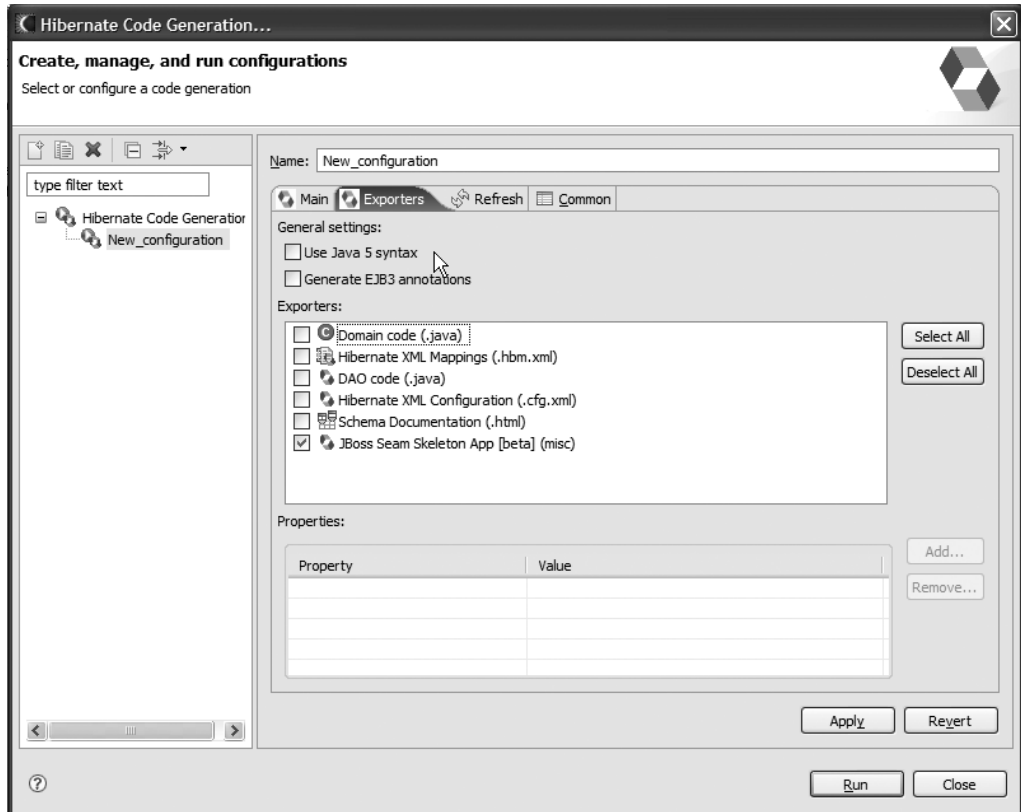 Hibernate Code Generation...
Create, manage, and run configurations
Select or configure a code generation
type filter text
Hibernate Code Generation
New_configuration
Name: New_configuration
Main Exporters Refresh Common
General settings:
Use Java 5 syntax
Generate EJB3 annotations
Exporters:
Domain code (.java)
Hibernate XML Mappings (.hbm.xml)
DAO code (.java)
Hibernate XML Configuration (.cfg.xml)
Schema Documentation (.html)
JBoss Seam Skeleton App [beta] (misc)
Select All
Deselect All
Properties:
Property Value
Add...
Remove...
Apply Revert
Run Close